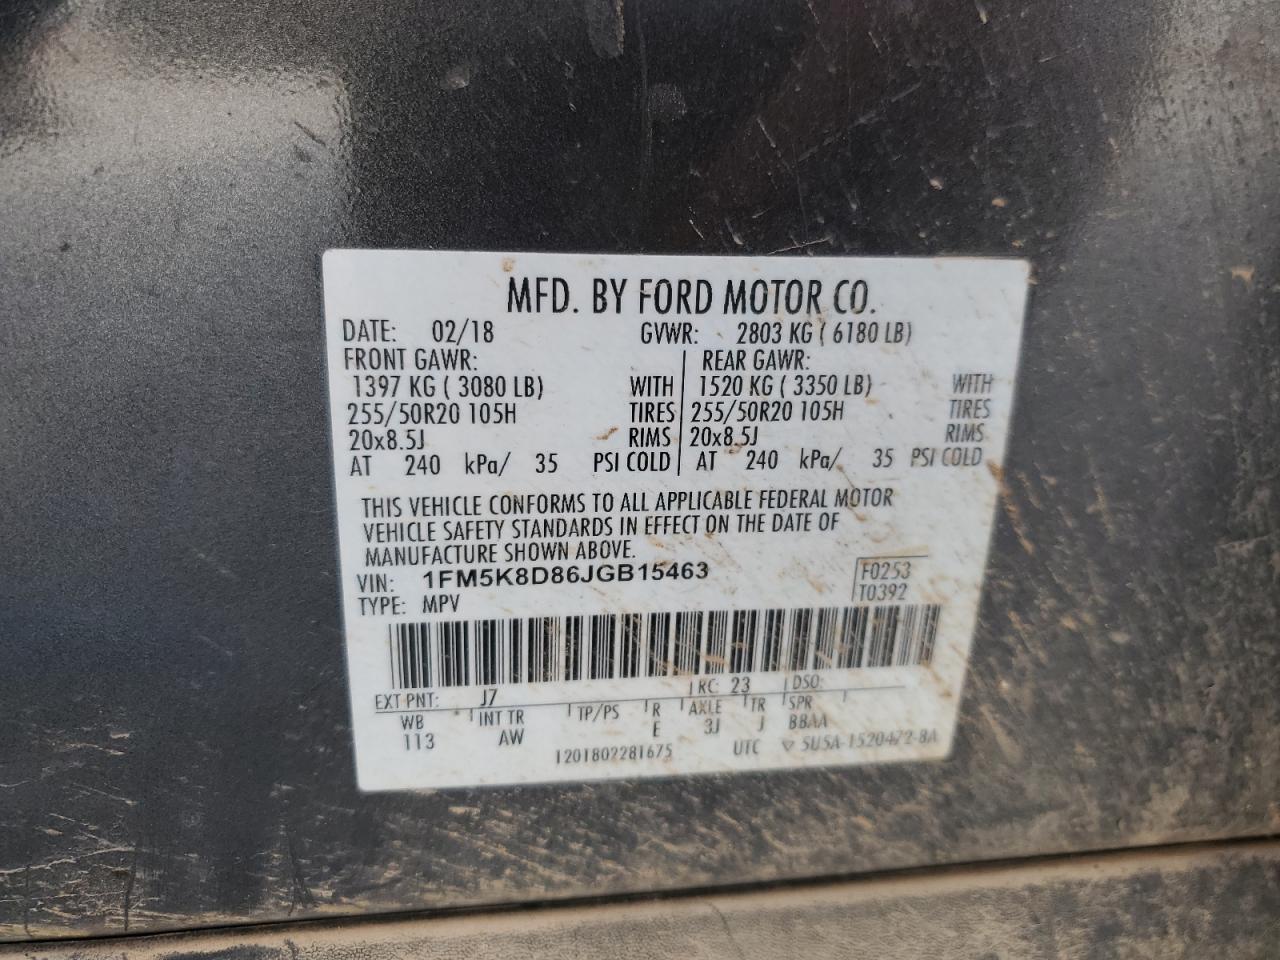 MFD. BY FORD MOTOR CO.
DATE: 02/18 GVWR: 2803 KG ( 6180 LB)
FRONT GAWR: REAR GAWR:
1397 KG ( 3080 LB) WITH 1520 KG ( 3350 LB) WITH
255/50R20 105H TIRES 255/50R20 105H TIRES
20x8.5J RIMS 20x8.5J RIMS
AT 240 kPa/ 35 PSI COLD AT 240 kPa/ 35 PSI COLD
THIS VEHICLE CONFORMS TO ALL APPLICABLE FEDERAL MOTOR
VEHICLE SAFETY STANDARDS IN EFFECT ON THE DATE OF
MANUFACTURE SHOWN ABOVE.
VIN: 1FM5K8D86JGB15463 F0253
TYPE: MPV T0392
EXT PNT: J7 RC: 23 DSO:
WB INT TR TP/PS R AXLE TR SPR
113 AW E 3J J BBAA
1201802281675 UTC ▽ 5U5A-1520472-BA